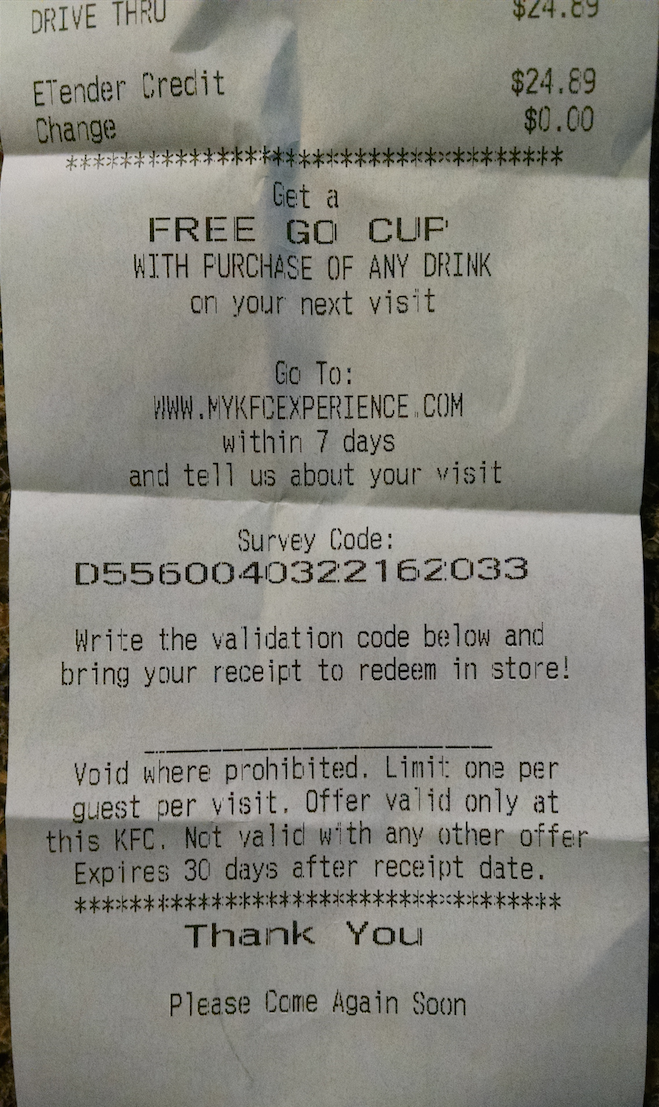 DRIVE THRU $24.89
ETender Credit $24.89
Change $0.00
*************************************
Get a
FREE GO CUP
WITH PURCHASE OF ANY DRINK
on your next visit
Go To:
WWW.MYKFCEXPERIENCE.COM
within 7 days
and tell us about your visit
Survey Code:
D5560040322162033
Write the validation code below and
bring your receipt to redeem in store!
_________________________
Void where prohibited. Limit one per
guest per visit. Offer valid only at
this KFC. Not valid with any other offer
Expires 30 days after receipt date.
************************************
Thank You
Please Come Again Soon